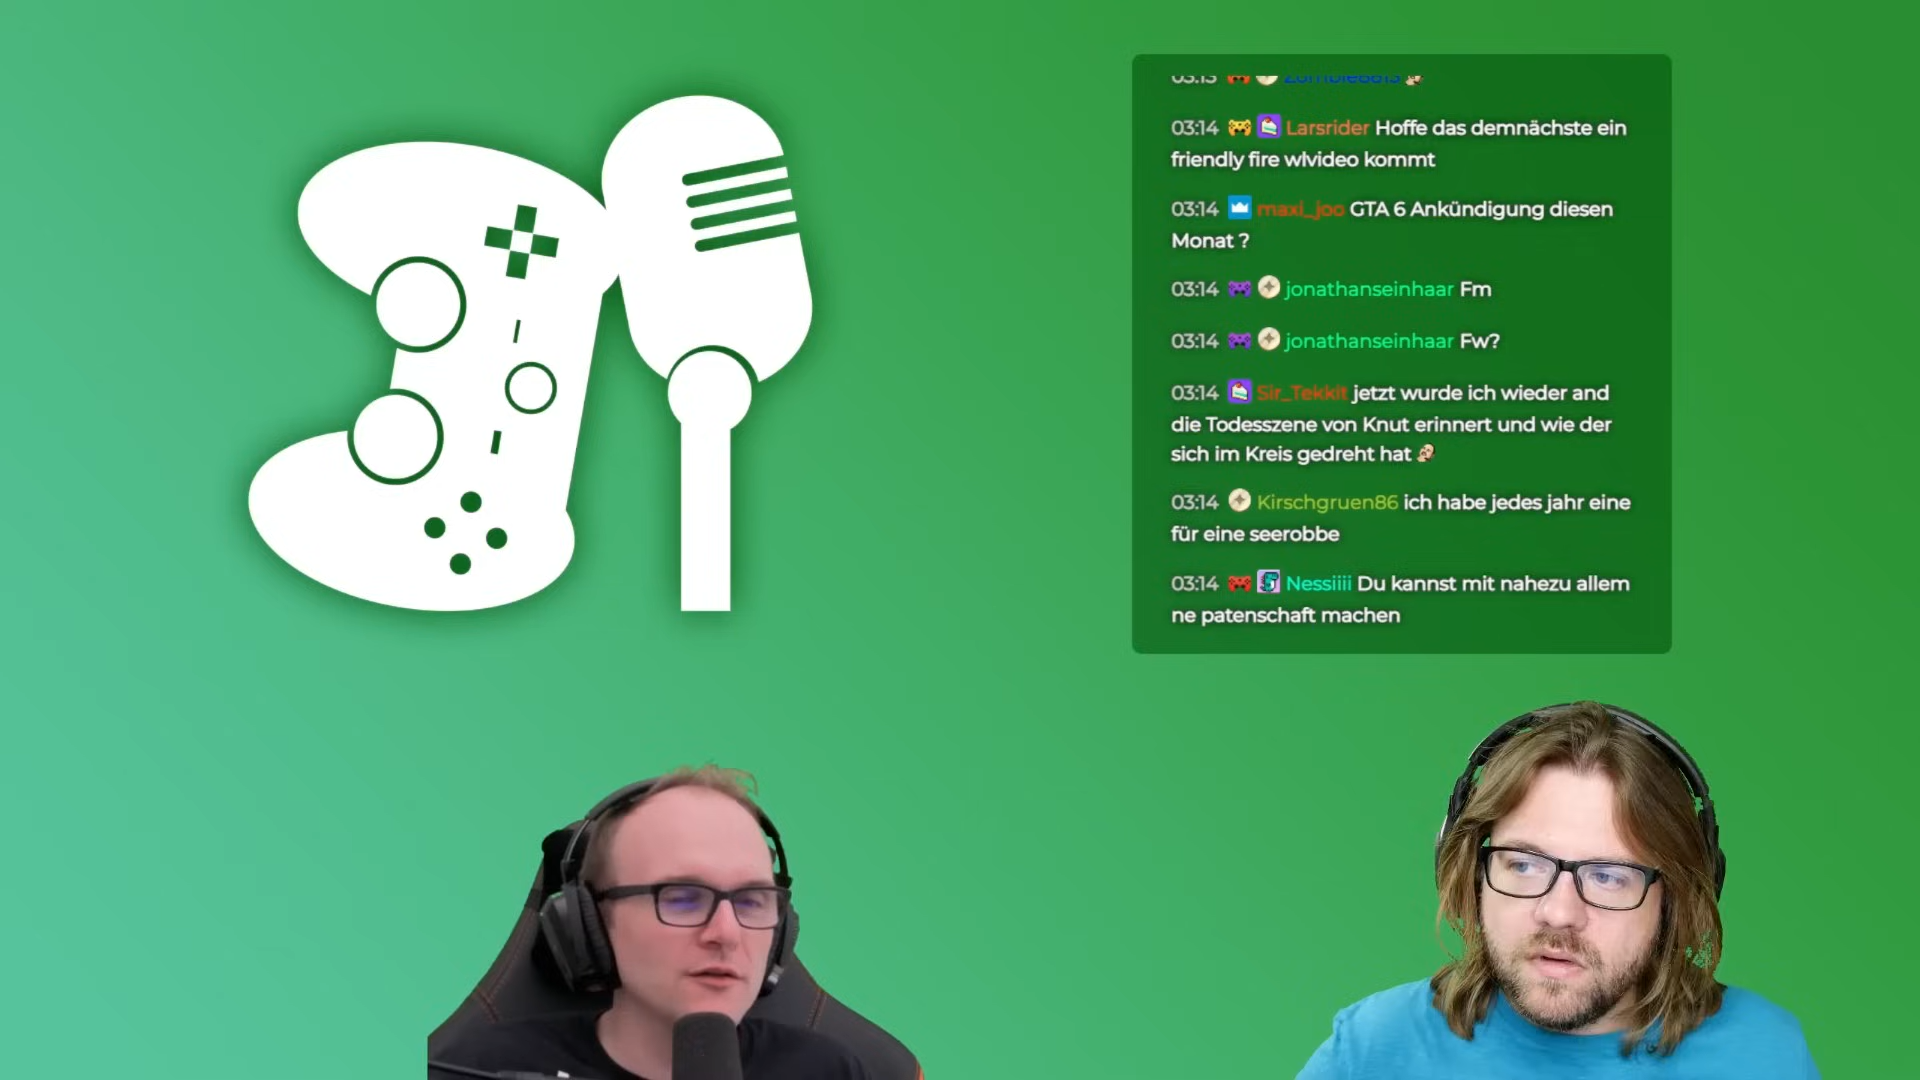 03:14 Larsrider Hoffe das demnächste ein
friendly fire wlvideo kommt
03:14 maxi_joo GTA 6 Ankündigung diesen
Monat ?
03:14 jonathanseinhaar Fm
03:14 jonathanseinhaar Fw?
03:14 Sir_Tekkit jetzt wurde ich wieder and
die Todesszene von Knut erinnert und wie der
sich im Kreis gedreht hat
03:14 Kirschgruen86 ich habe jedes jahr eine
für eine seerobbe
03:14 Nessiiii Du kannst mit nahezu allem
ne patenschaft machen